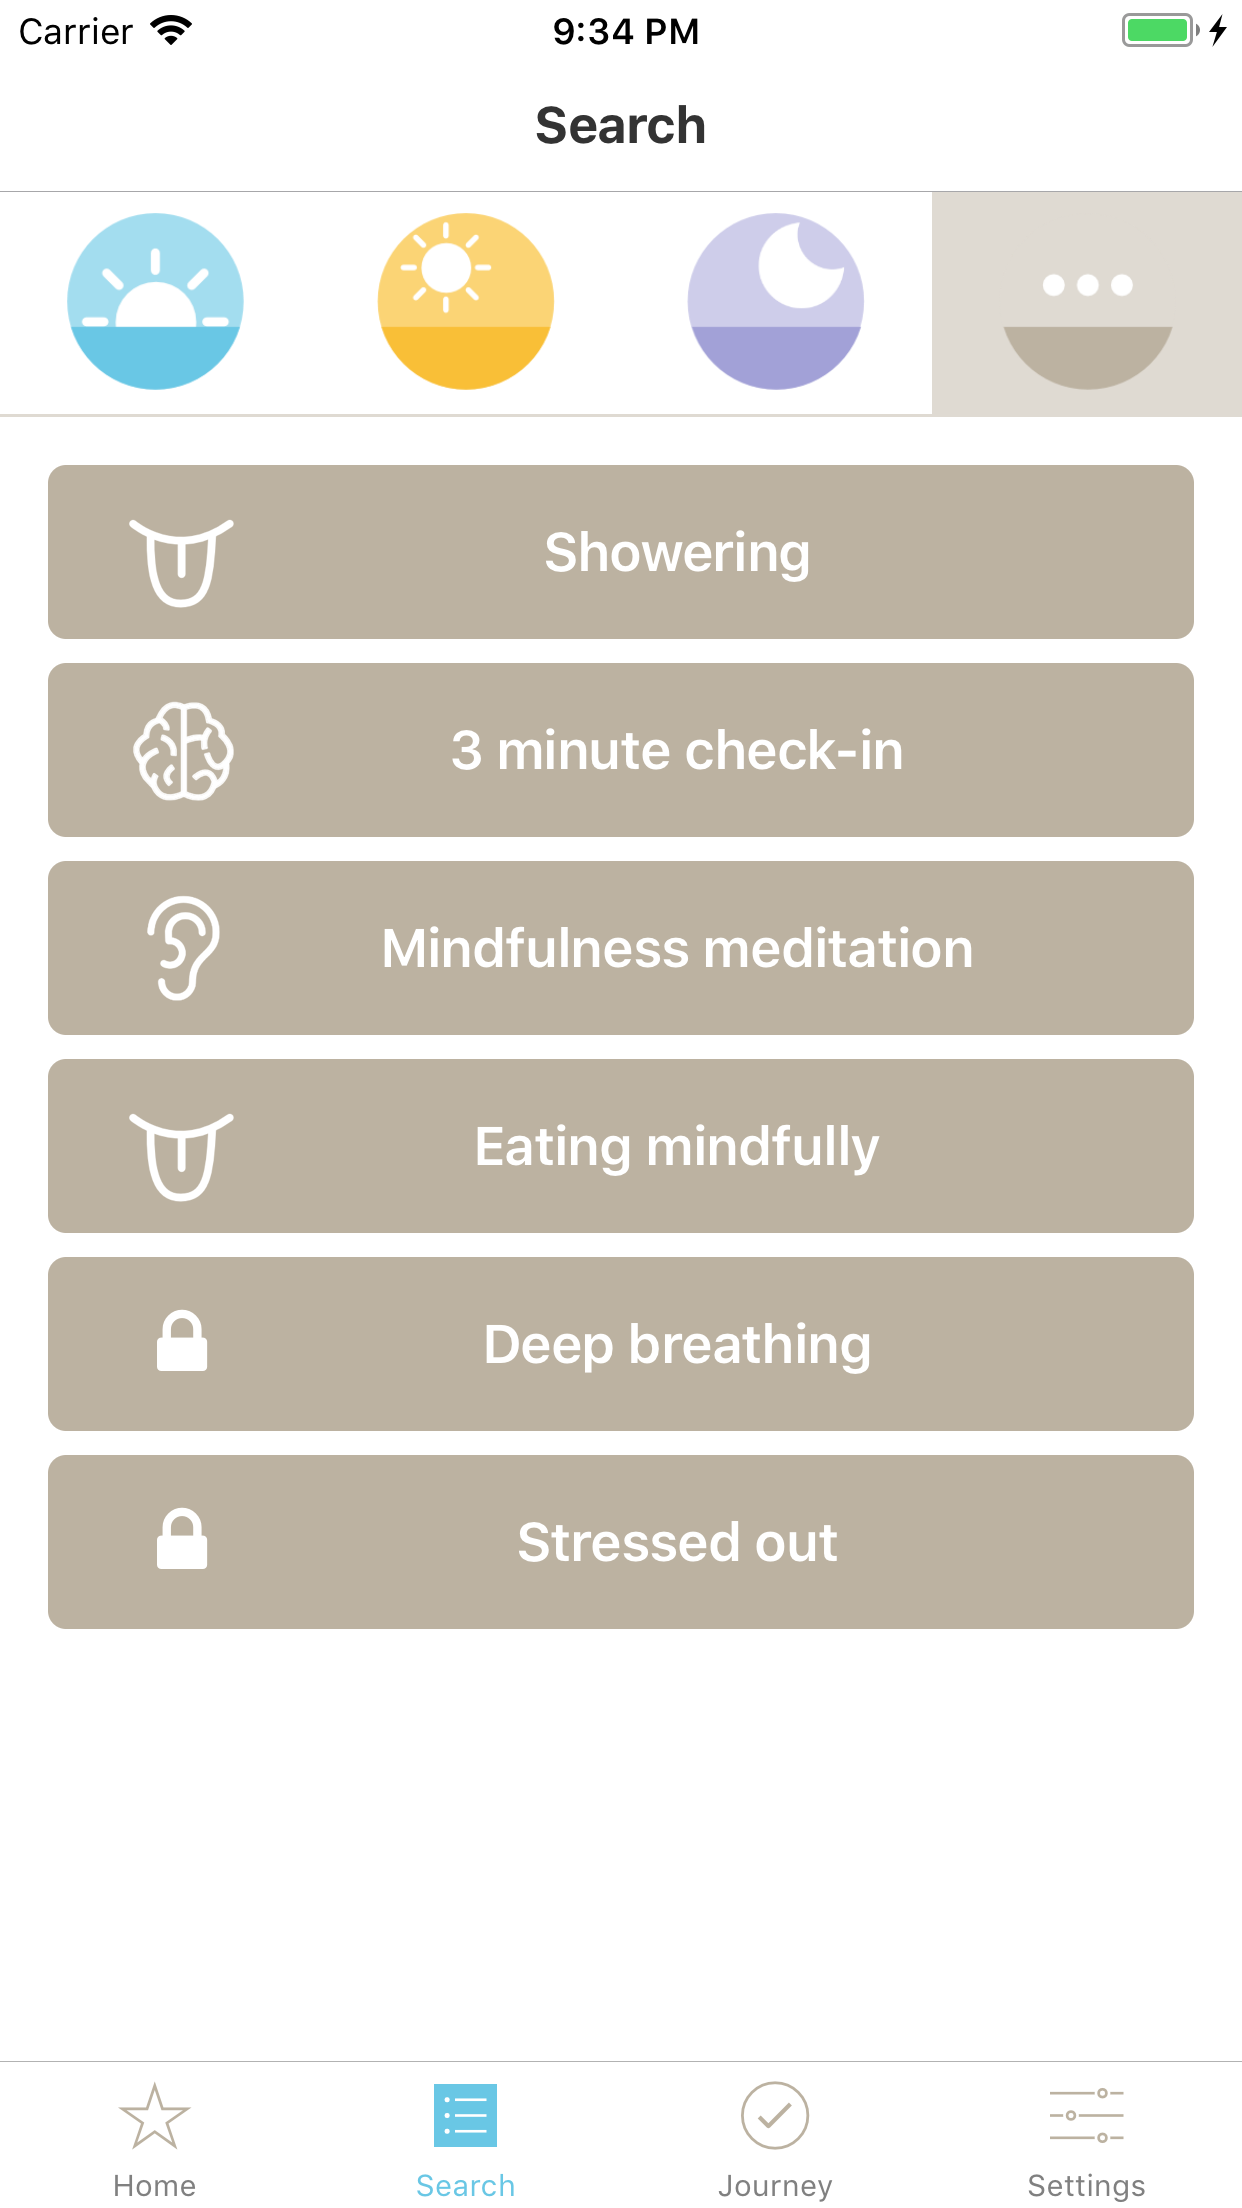 Carrier 9:34 PM
Search
Showering
3 minute check-in
Mindfulness meditation
Eating mindfully
Deep breathing
Stressed out
Home Search Journey Settings